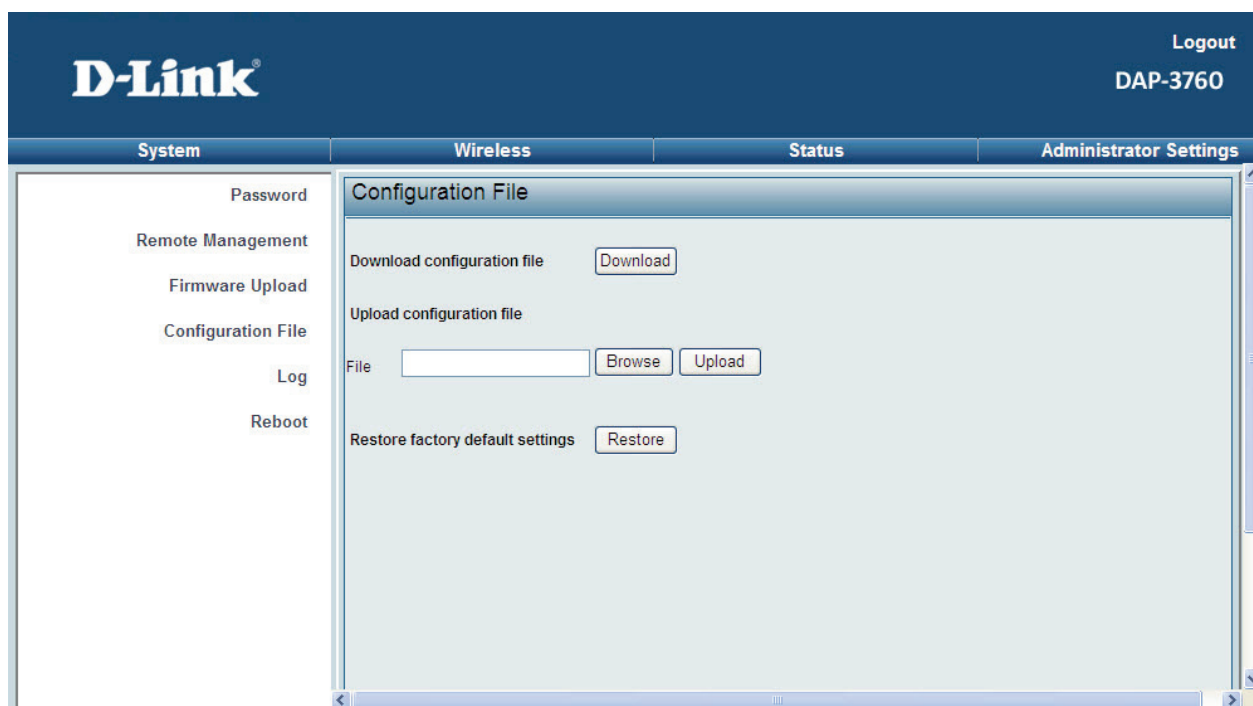 D-Link®
Logout
DAP-3760
System Wireless Status Administrator Settings
Password
Remote Management
Firmware Upload
Configuration File
Log
Reboot
Configuration File
Download configuration file Download
Upload configuration file
File Browse Upload
Restore factory default settings Restore